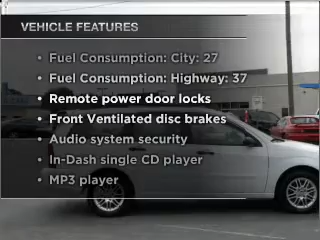 VEHICLE FEATURES
• Fuel Consumption: City: 27
• Fuel Consumption: Highway: 37
• Remote power door locks
• Front Ventilated disc brakes
• Audio system security
• In-Dash single CD player
• MP3 player